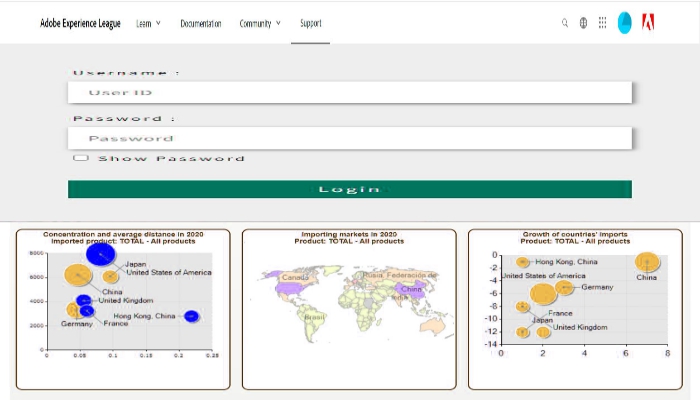 Adobe Experience League Learn Documentation Community Support
Username :
User ID
Password :
Password
Show Password
Login
Concentration and average distance in 2020
Imported product: TOTAL - All products
8000
6000
4000
2000
0
0 0.05 0.1 0.15 0.2 0.25
Japan
United States of America
China
United Kingdom
Hong Kong, China
Germany
France
Importing markets in 2020
Product: TOTAL - All products
Canada
Russia, Federación de
China
India
Brasil
Growth of countries' imports
Product: TOTAL - All products
0
-2
-4
-6
-8
-10
-12
-14
0 2 4 6 8
Hong Kong, China
China
United States of America
Germany
France
Japan
United Kingdom